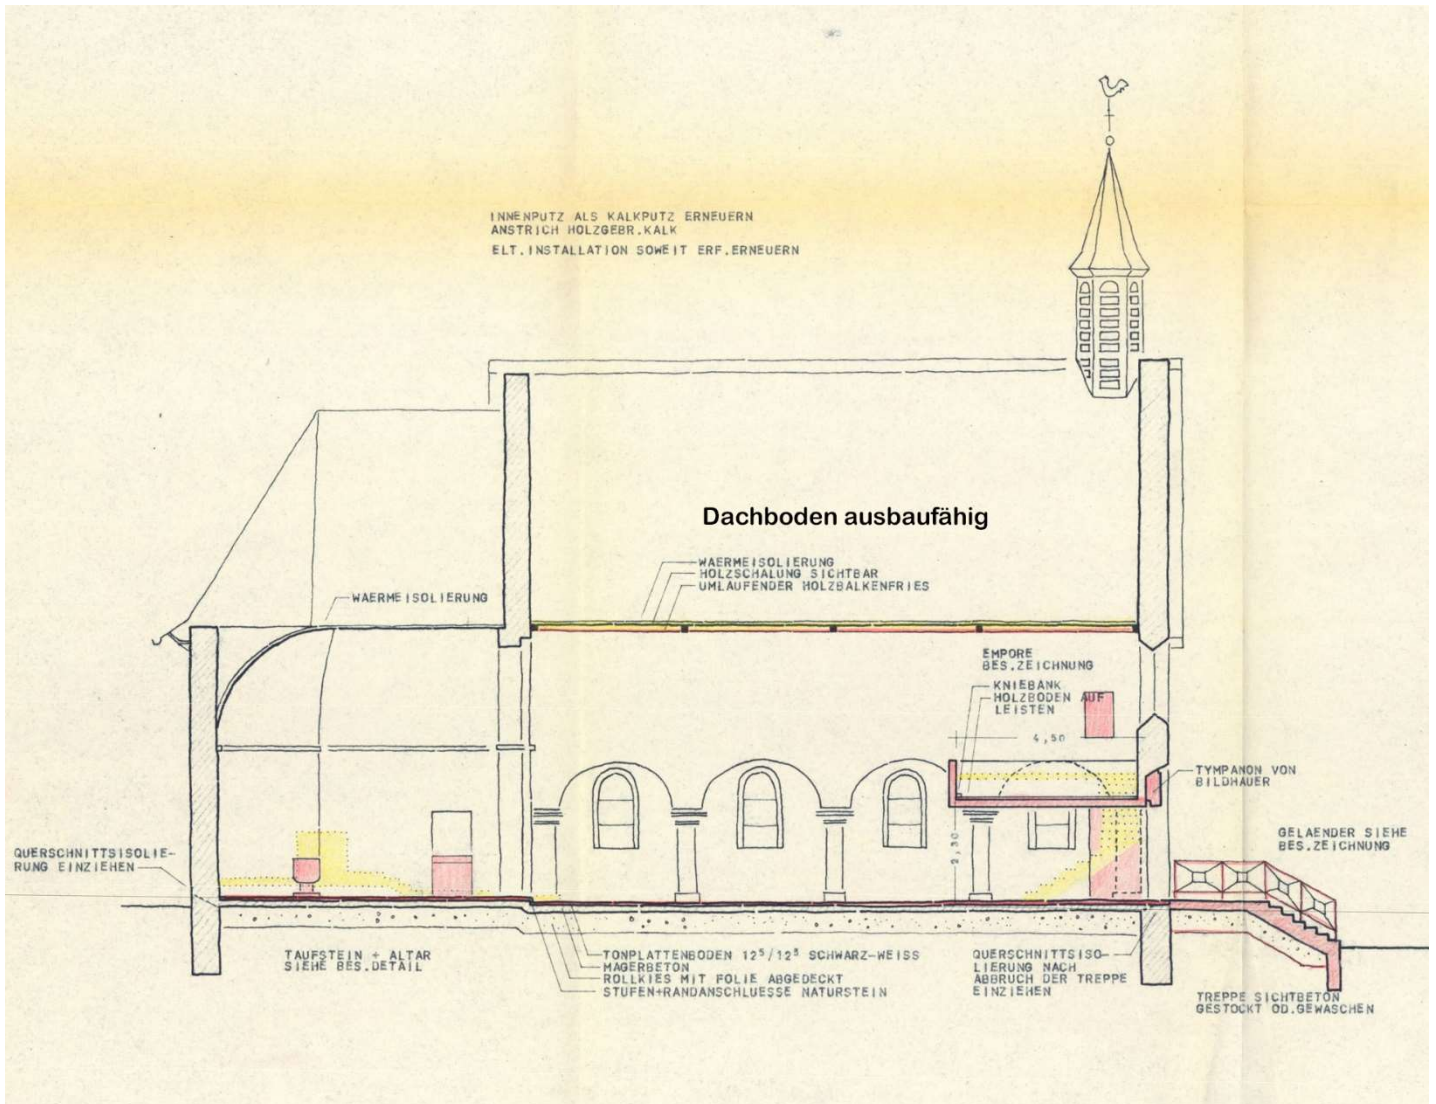 INNENPUTZ ALS KALKPUTZ ERNEUERN
ANSTRICH HOLZGEBR.KALK
ELT.INSTALLATION SOWEIT ERF.ERNEUERN
Dachboden ausbaufähig
WAERMEISOLIERUNG
HOLZSCHALUNG SICHTBAR
UMLAUFENDER HOLZBALKENFRIES
WAERMEISOLIERUNG
EMPORE
BES.ZEICHNUNG
KNIEBANK
HOLZBODEN AUF
LEISTEN
4,50
TYMPANON VON
BILDHAUER
2,30
GELAENDER SIEHE
BES.ZEICHNUNG
QUERSCHNITTSISOLIE-
RUNG EINZIEHEN
TAUFSTEIN + ALTAR
SIEHE BES.DETAIL
TONPLATTENBODEN 12⁵/12⁵ SCHWARZ-WEISS
MAGERBETON
ROLLKIES MIT FOLIE ABGEDECKT
STUFEN+RANDANSCHLUESSE NATURSTEIN
QUERSCHNITTSISO-
LIERUNG NACH
ABBRUCH DER TREPPE
EINZIEHEN
TREPPE SICHTBETON
GESTOCKT OD.GEWASCHEN